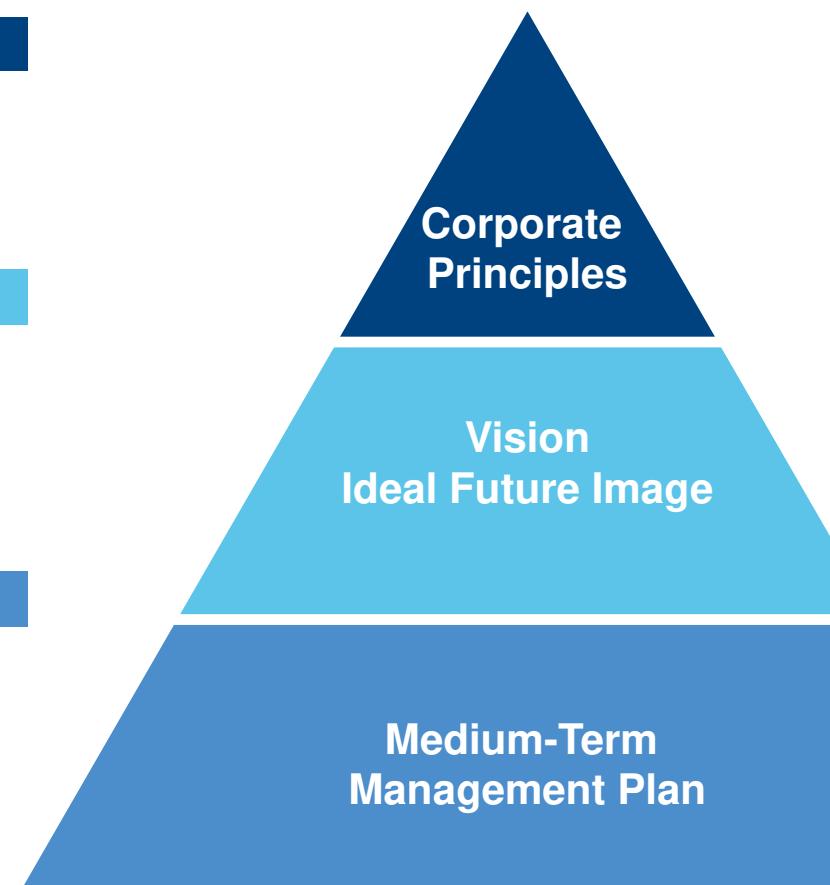 Corporate
Principles
Vision
Ideal Future Image
Medium-Term
Management Plan